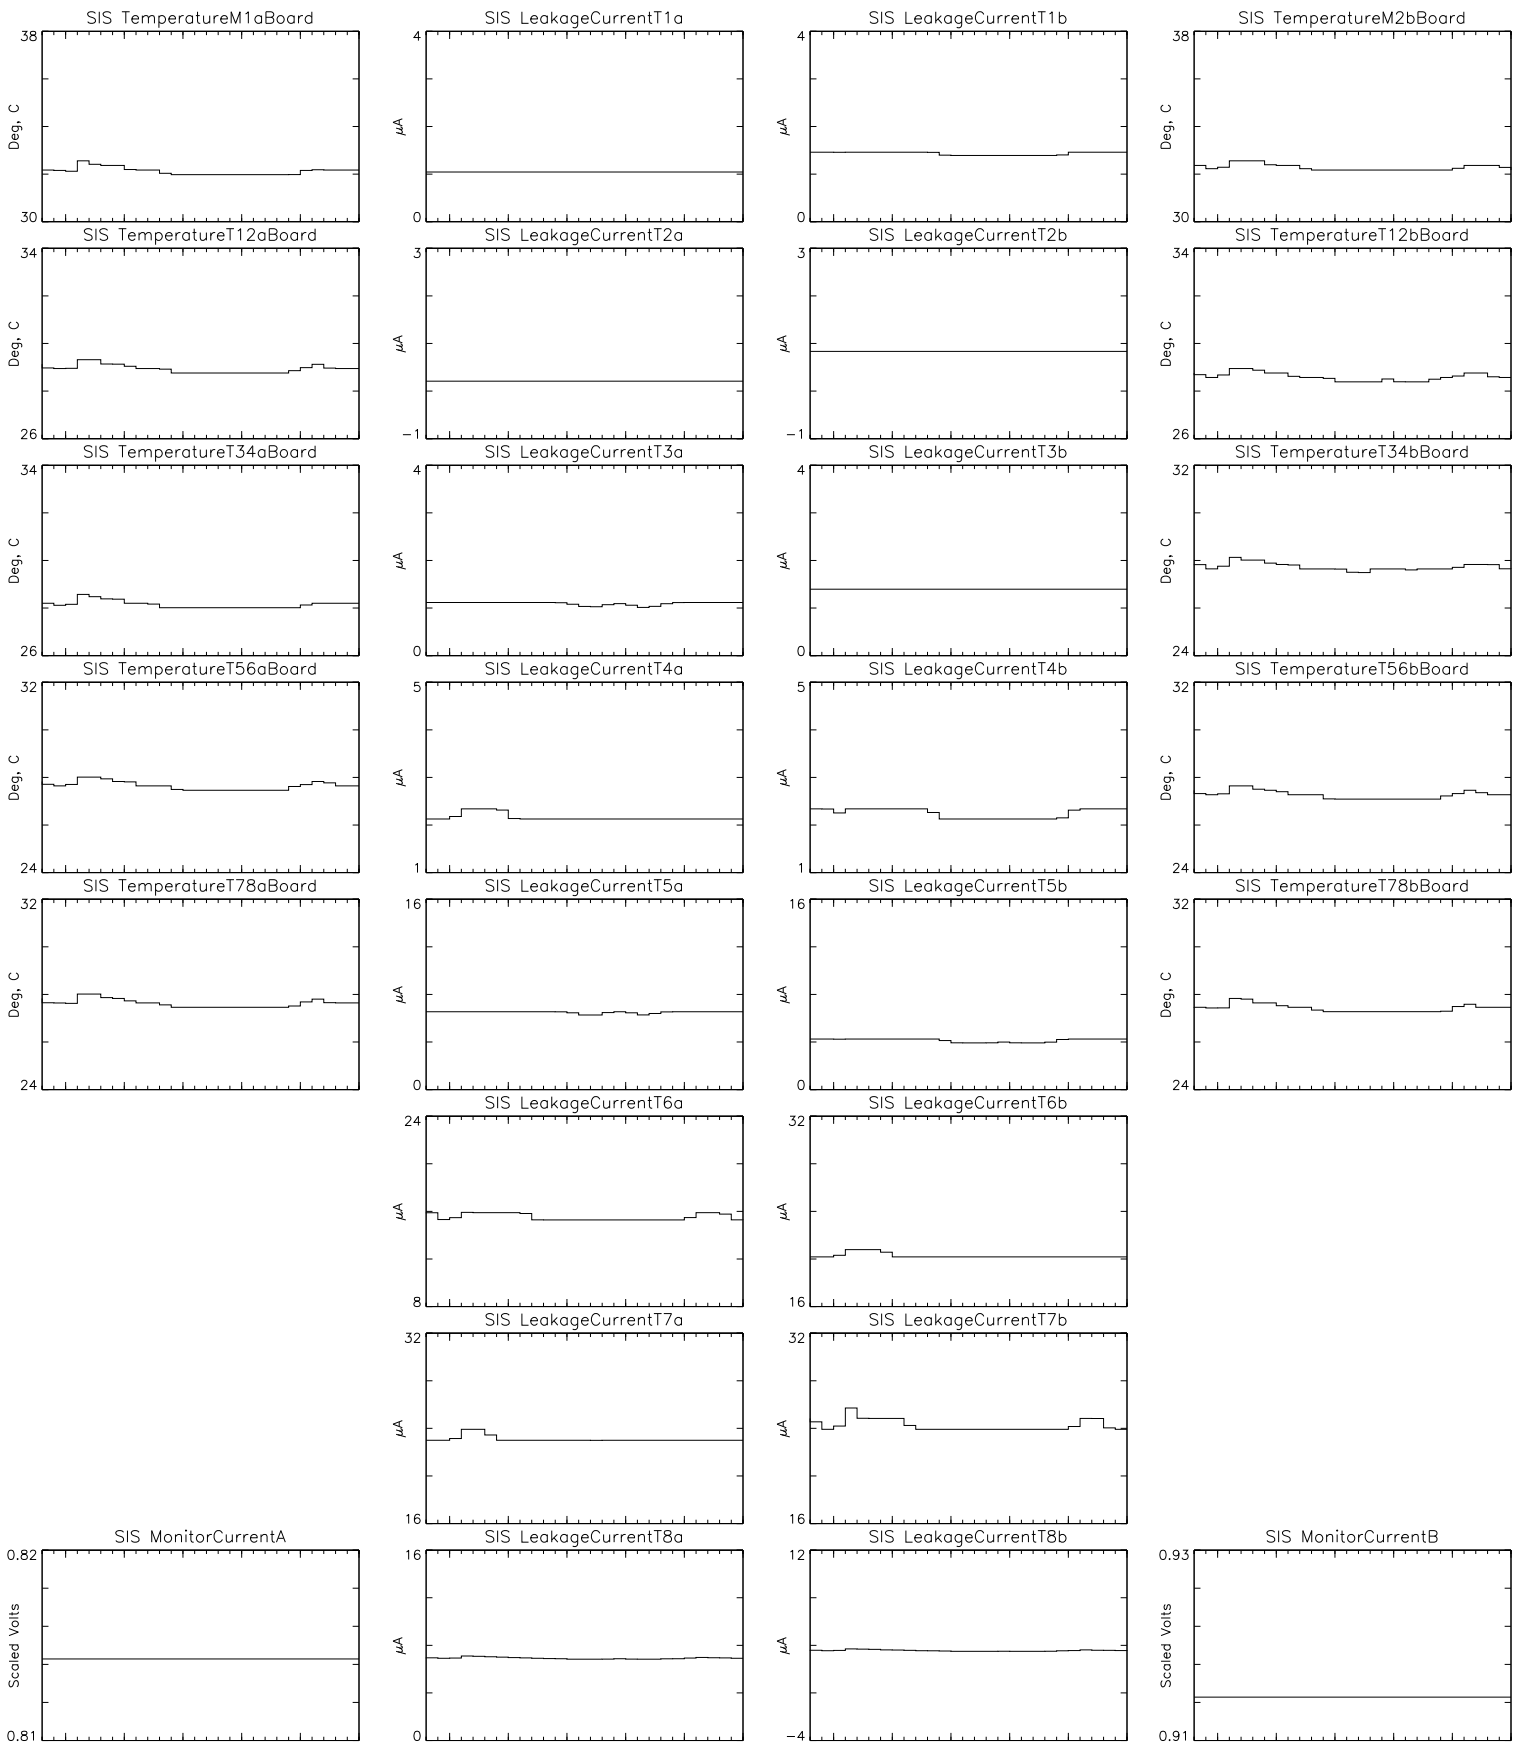 SIS TemperatureM1aBoard
38
Deg, C
30
SIS LeakageCurrentT1a
4
μA
0
SIS LeakageCurrentT1b
4
μA
0
SIS TemperatureM2bBoard
38
Deg, C
30
SIS TemperatureT12aBoard
34
Deg, C
26
SIS LeakageCurrentT2a
3
μA
−1
SIS LeakageCurrentT2b
3
μA
−1
SIS TemperatureT12bBoard
34
Deg, C
26
SIS TemperatureT34aBoard
34
Deg, C
26
SIS LeakageCurrentT3a
4
μA
0
SIS LeakageCurrentT3b
4
μA
0
SIS TemperatureT34bBoard
32
Deg, C
24
SIS TemperatureT56aBoard
32
Deg, C
24
SIS LeakageCurrentT4a
5
μA
1
SIS LeakageCurrentT4b
5
μA
1
SIS TemperatureT56bBoard
32
Deg, C
24
SIS TemperatureT78aBoard
32
Deg, C
24
SIS LeakageCurrentT5a
16
μA
0
SIS LeakageCurrentT5b
16
μA
0
SIS TemperatureT78bBoard
32
Deg, C
24
SIS LeakageCurrentT6a
24
μA
8
SIS LeakageCurrentT6b
32
μA
16
SIS LeakageCurrentT7a
32
μA
16
SIS LeakageCurrentT7b
32
μA
16
SIS MonitorCurrentA
0.82
Scaled Volts
0.81
SIS LeakageCurrentT8a
16
μA
0
SIS LeakageCurrentT8b
12
μA
−4
SIS MonitorCurrentB
0.93
Scaled Volts
0.91